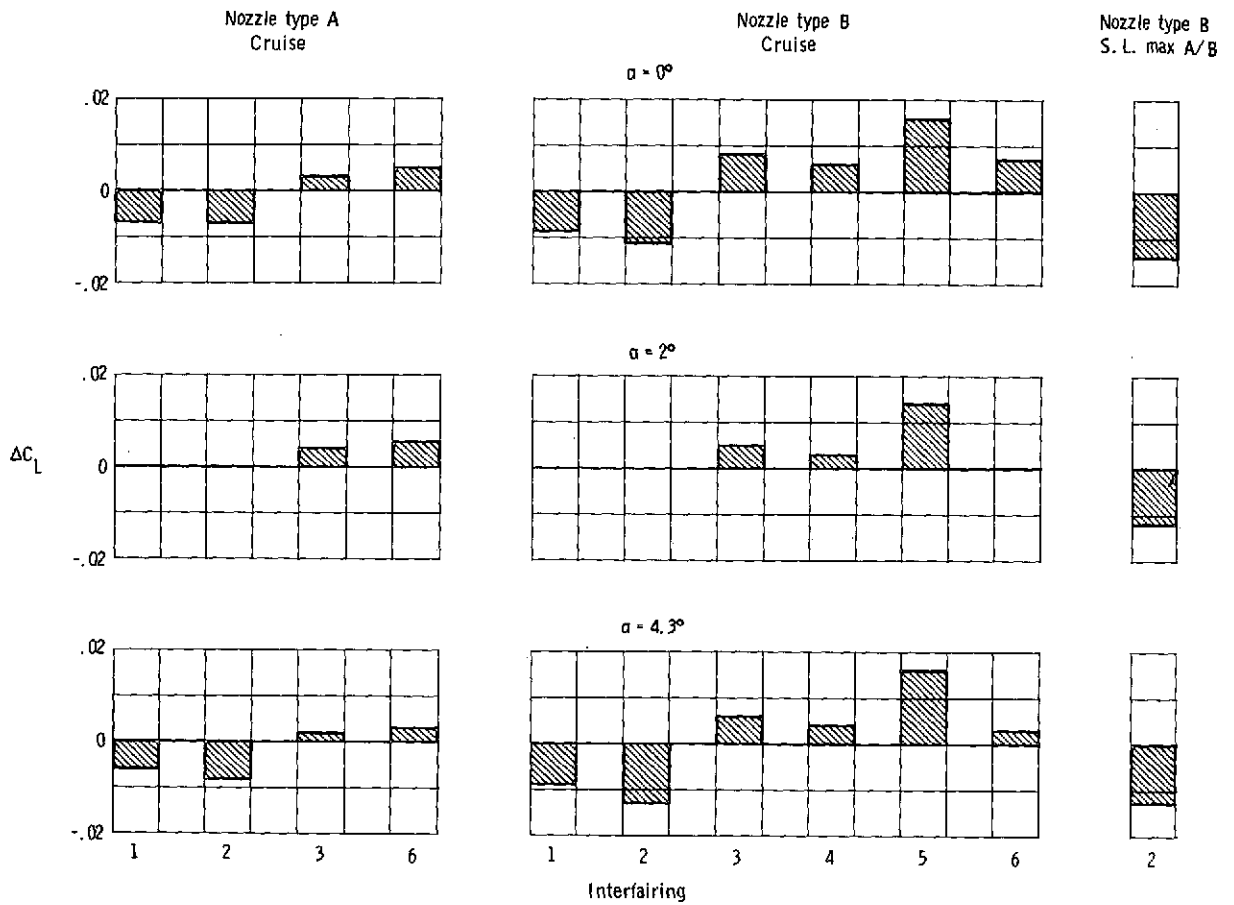 Nozzle type A
Cruise
Nozzle type B
Cruise
Nozzle type B
S. L. max A/B
α = 0°
.02
0
-.02
α = 2°
.02
ΔCL
0
-.02
α = 4.3°
.02
0
-.02
1 2 3 6 1 2 3 4 5 6 2
Interfairing